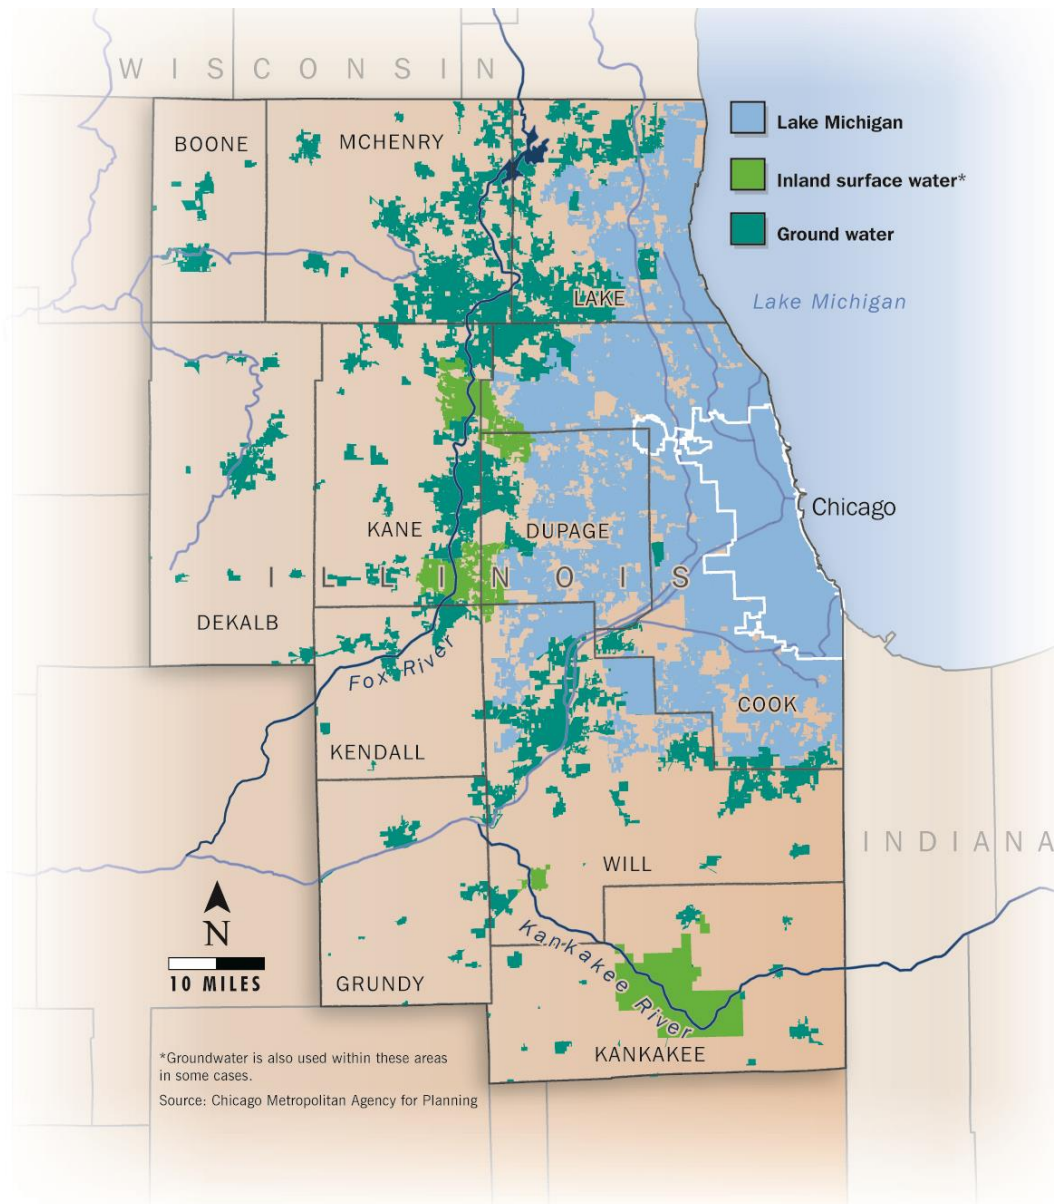 WISCONSIN
BOONE
MCHENRY
Lake Michigan
Inland surface water*
Ground water
LAKE
Lake Michigan
Chicago
KANE
DUPAGE
ILLINOIS
DEKALB
Fox River
COOK
KENDALL
INDIANA
WILL
N
10 MILES
Kankakee River
GRUNDY
KANKAKEE
*Groundwater is also used within these areas
in some cases.
Source: Chicago Metropolitan Agency for Planning